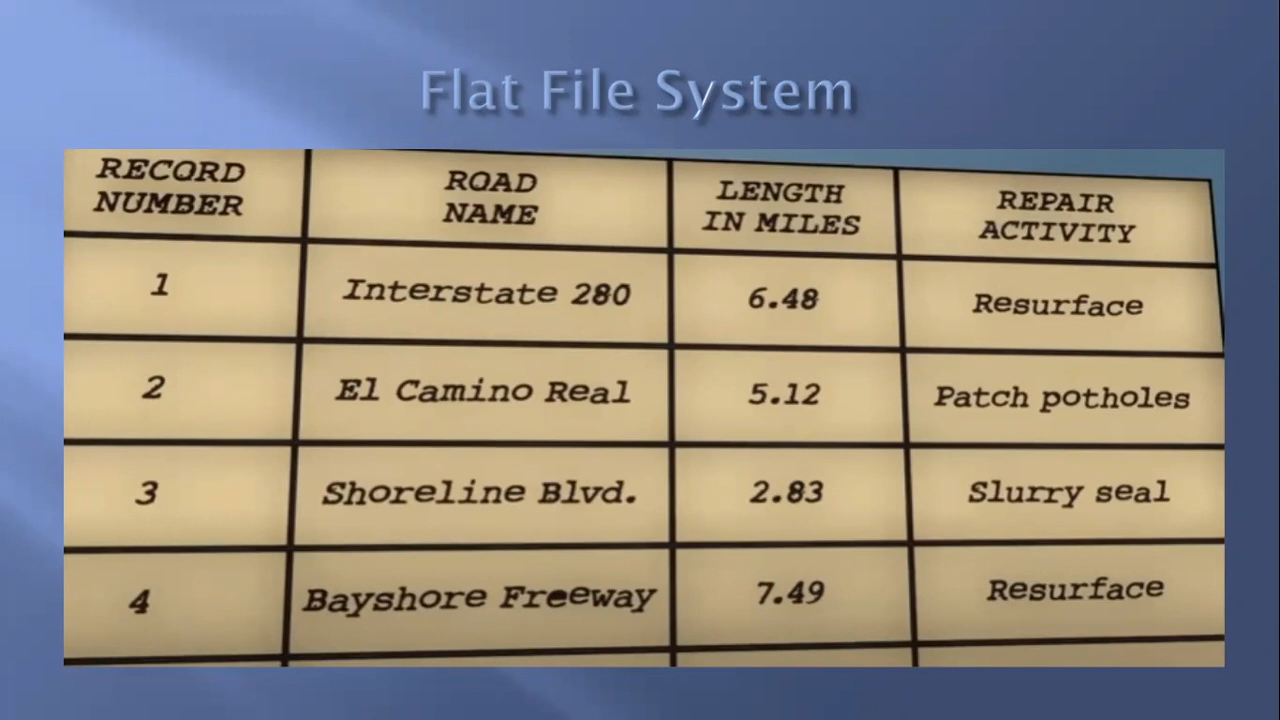 Flat File System
RECORD NUMBER ROAD NAME LENGTH IN MILES REPAIR ACTIVITY
1 Interstate 280 6.48 Resurface
2 El Camino Real 5.12 Patch potholes
3 Shoreline Blvd. 2.83 Slurry seal
4 Bayshore Freeway 7.49 Resurface